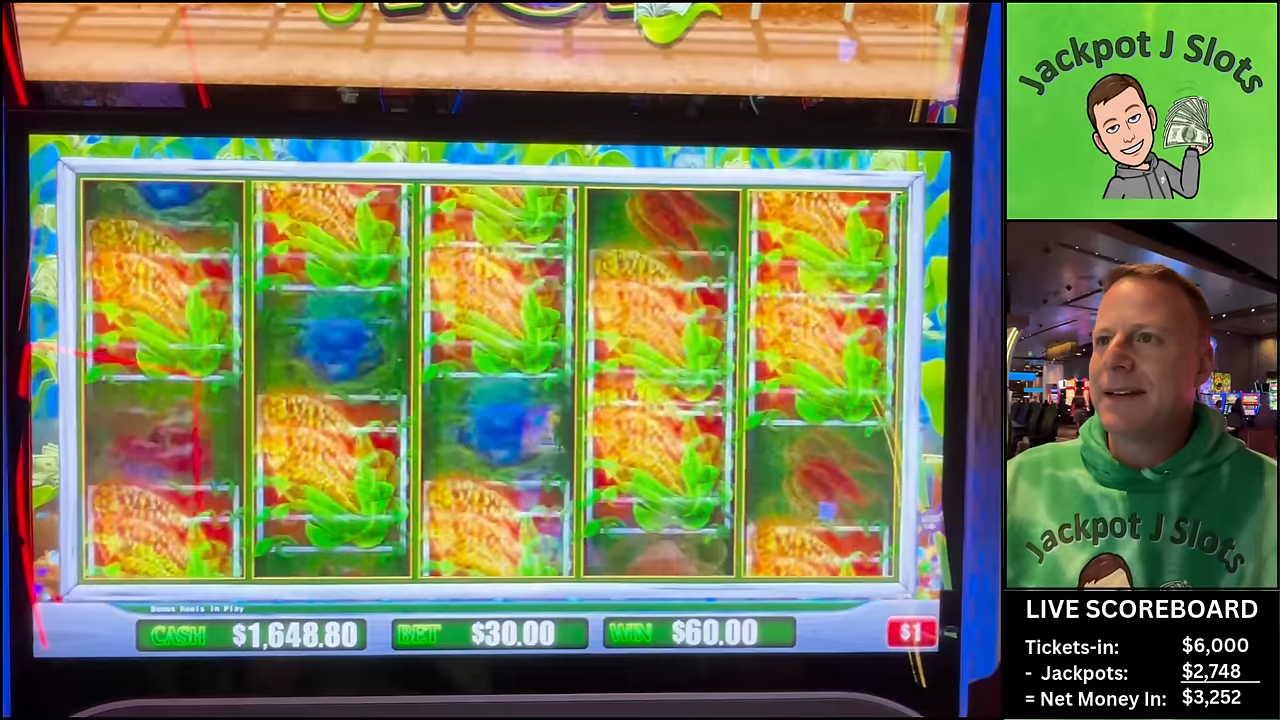 Jackpot J Slots
Bonus Reels In Play
CASH $1,648.80 BET $30.00 WIN $60.00 $1
Jackpot J Slots
LIVE SCOREBOARD
Tickets-in: $6,000
- Jackpots: $2,748
= Net Money In: $3,252